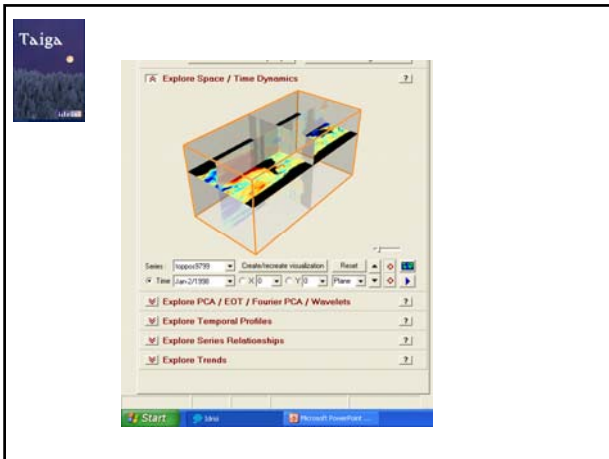 Taiga
Idrisi
Explore Space / Time Dynamics ?
Series: Create/recreate visualization Reset
Time Jan-2/1998 X 0 Y 0 Plane
Explore PCA / EOT / Fourier PCA / Wavelets ?
Explore Temporal Profiles ?
Explore Series Relationships ?
Explore Trends ?
Start Idrisi Microsoft PowerPoint ...